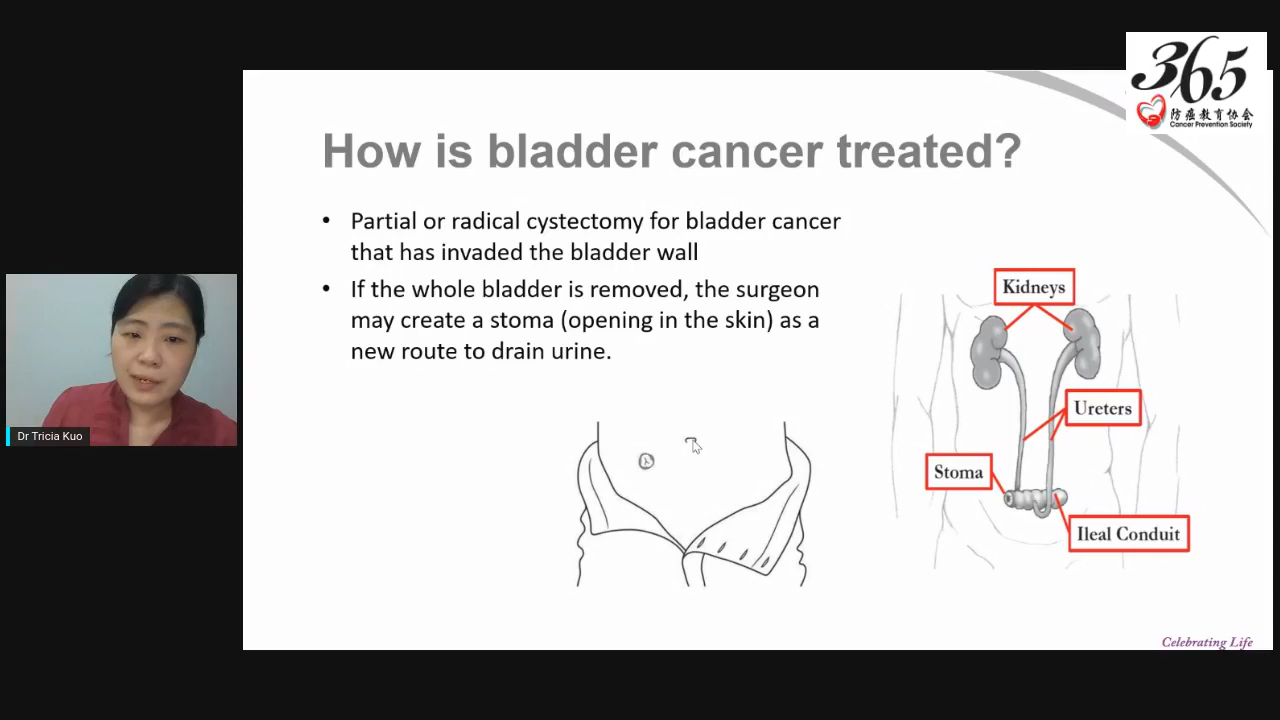 365
防癌教育协会
Cancer Prevention Society
How is bladder cancer treated?
• Partial or radical cystectomy for bladder cancer
that has invaded the bladder wall
• If the whole bladder is removed, the surgeon
may create a stoma (opening in the skin) as a
new route to drain urine.
Kidneys
Ureters
Stoma
Ileal Conduit
Dr Tricia Kuo
Celebrating Life